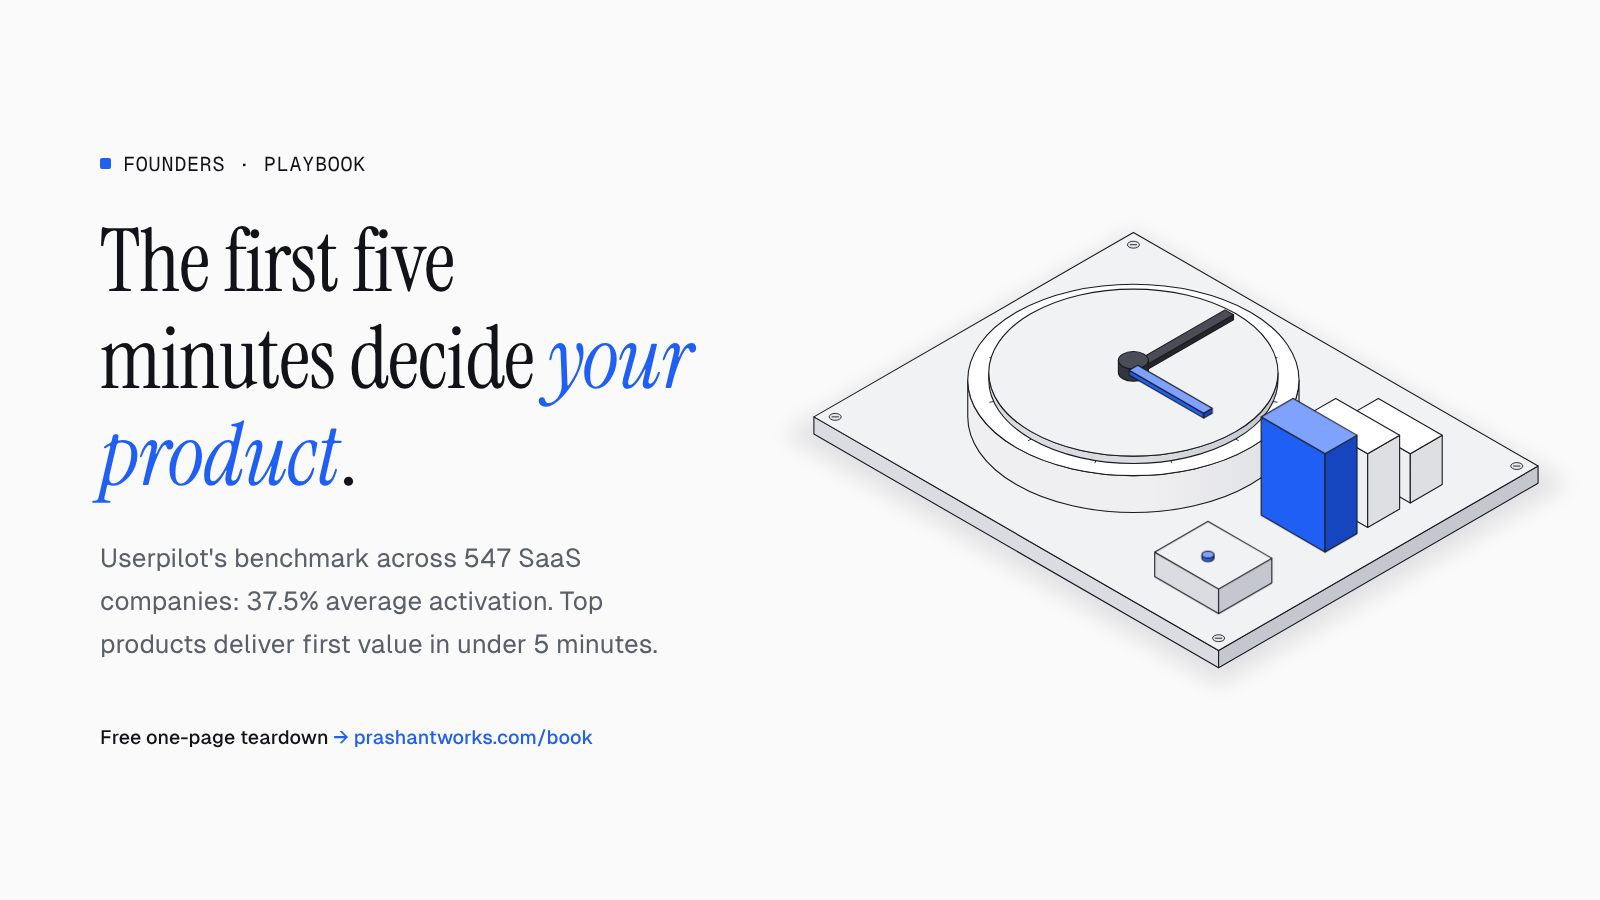 FOUNDERS · PLAYBOOK
The first five
minutes decide your
product.
Userpilot's benchmark across 547 SaaS
companies: 37.5% average activation. Top
products deliver first value in under 5 minutes.
Free one-page teardown → prashantworks.com/book